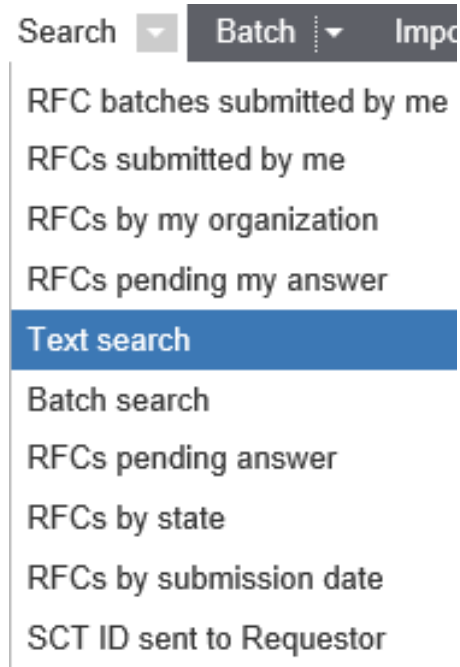 Search Batch Impo
RFC batches submitted by me
RFCs submitted by me
RFCs by my organization
RFCs pending my answer
Text search
Batch search
RFCs pending answer
RFCs by state
RFCs by submission date
SCT ID sent to Requestor